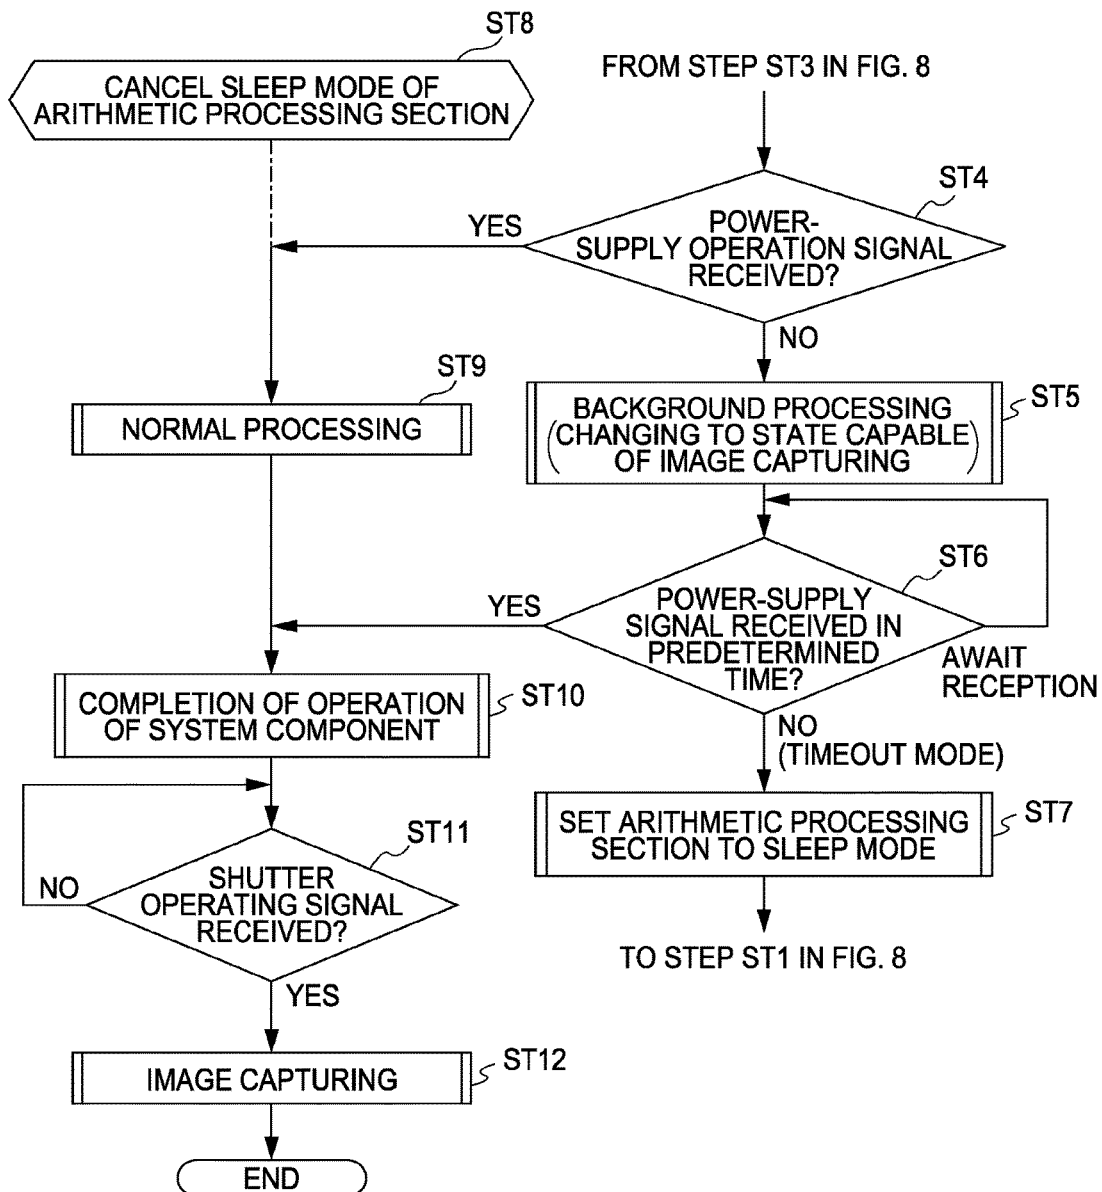 ST8
CANCEL SLEEP MODE OF
ARITHMETIC PROCESSING SECTION
FROM STEP ST3 IN FIG. 8
ST4
POWER-
SUPPLY OPERATION SIGNAL
RECEIVED?
YES
NO
ST9
NORMAL PROCESSING
ST5
BACKGROUND PROCESSING
(CHANGING TO STATE CAPABLE
OF IMAGE CAPTURING)
ST6
POWER-SUPPLY
SIGNAL RECEIVED IN
PREDETERMINED
TIME?
YES
AWAIT
RECEPTION
NO
(TIMEOUT MODE)
ST10
COMPLETION OF OPERATION
OF SYSTEM COMPONENT
ST7
SET ARITHMETIC PROCESSING
SECTION TO SLEEP MODE
TO STEP ST1 IN FIG. 8
ST11
SHUTTER
OPERATING SIGNAL
RECEIVED?
NO
YES
ST12
IMAGE CAPTURING
END